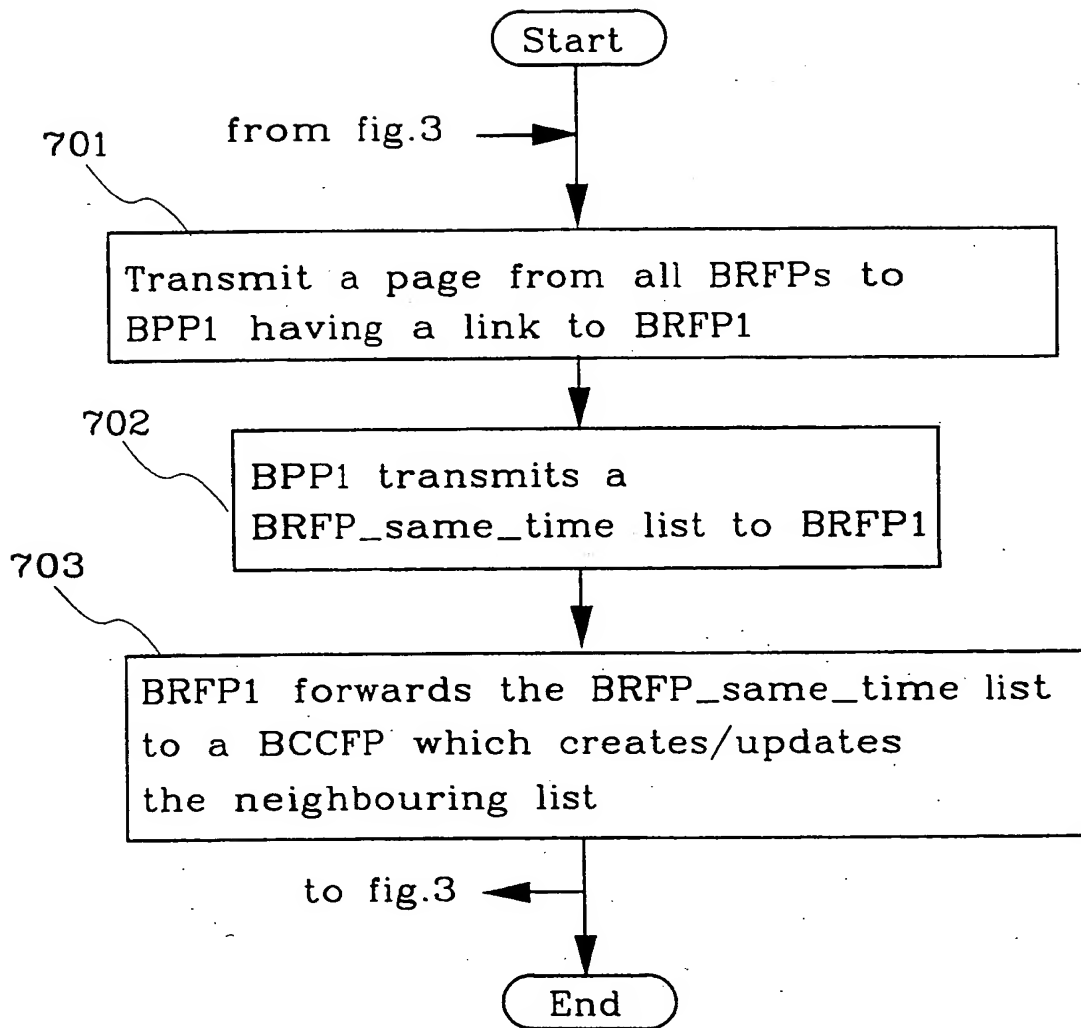 Start
from fig.3
701
Transmit a page from all BRFPs to
BPP1 having a link to BRFP1
702
BPP1 transmits a
BRFP_same_time list to BRFP1
703
BRFP1 forwards the BRFP_same_time list
to a BCCFP which creates/updates
the neighbouring list
to fig.3
End